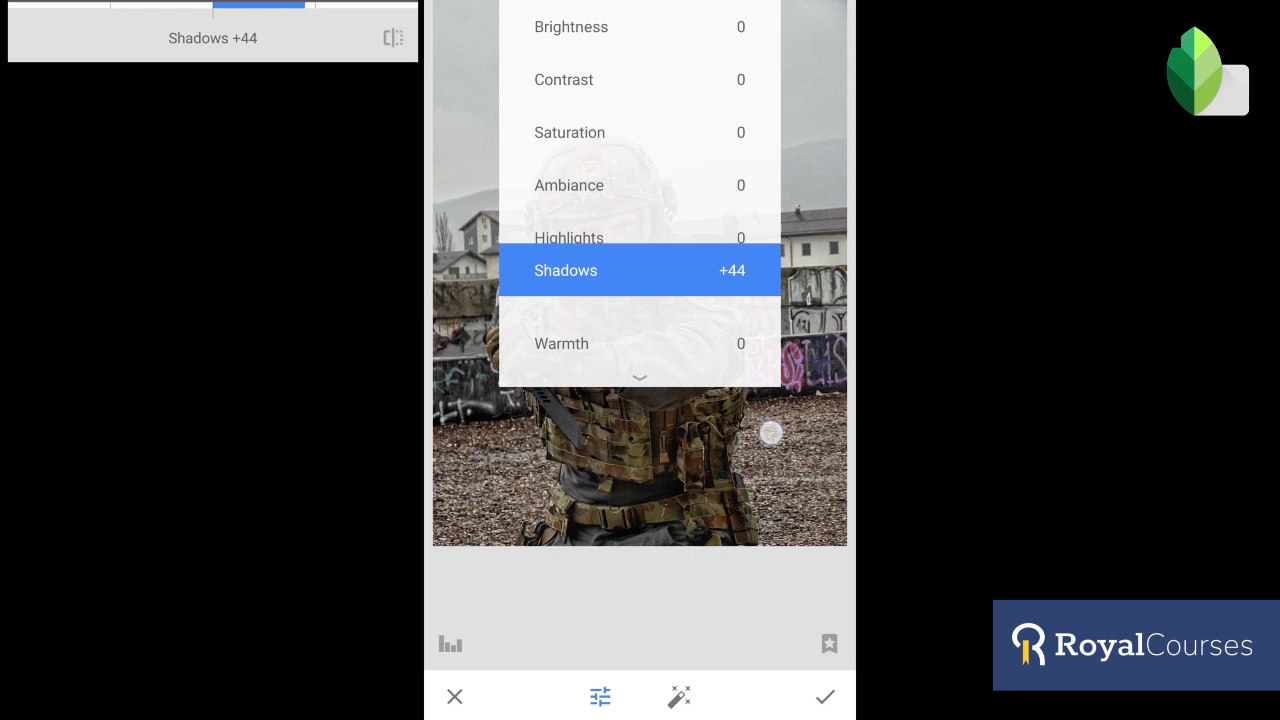 Shadows +44
Brightness 0
Contrast 0
Saturation 0
Ambiance 0
Highlights 0
Shadows +44
Warmth 0
RoyalCourses